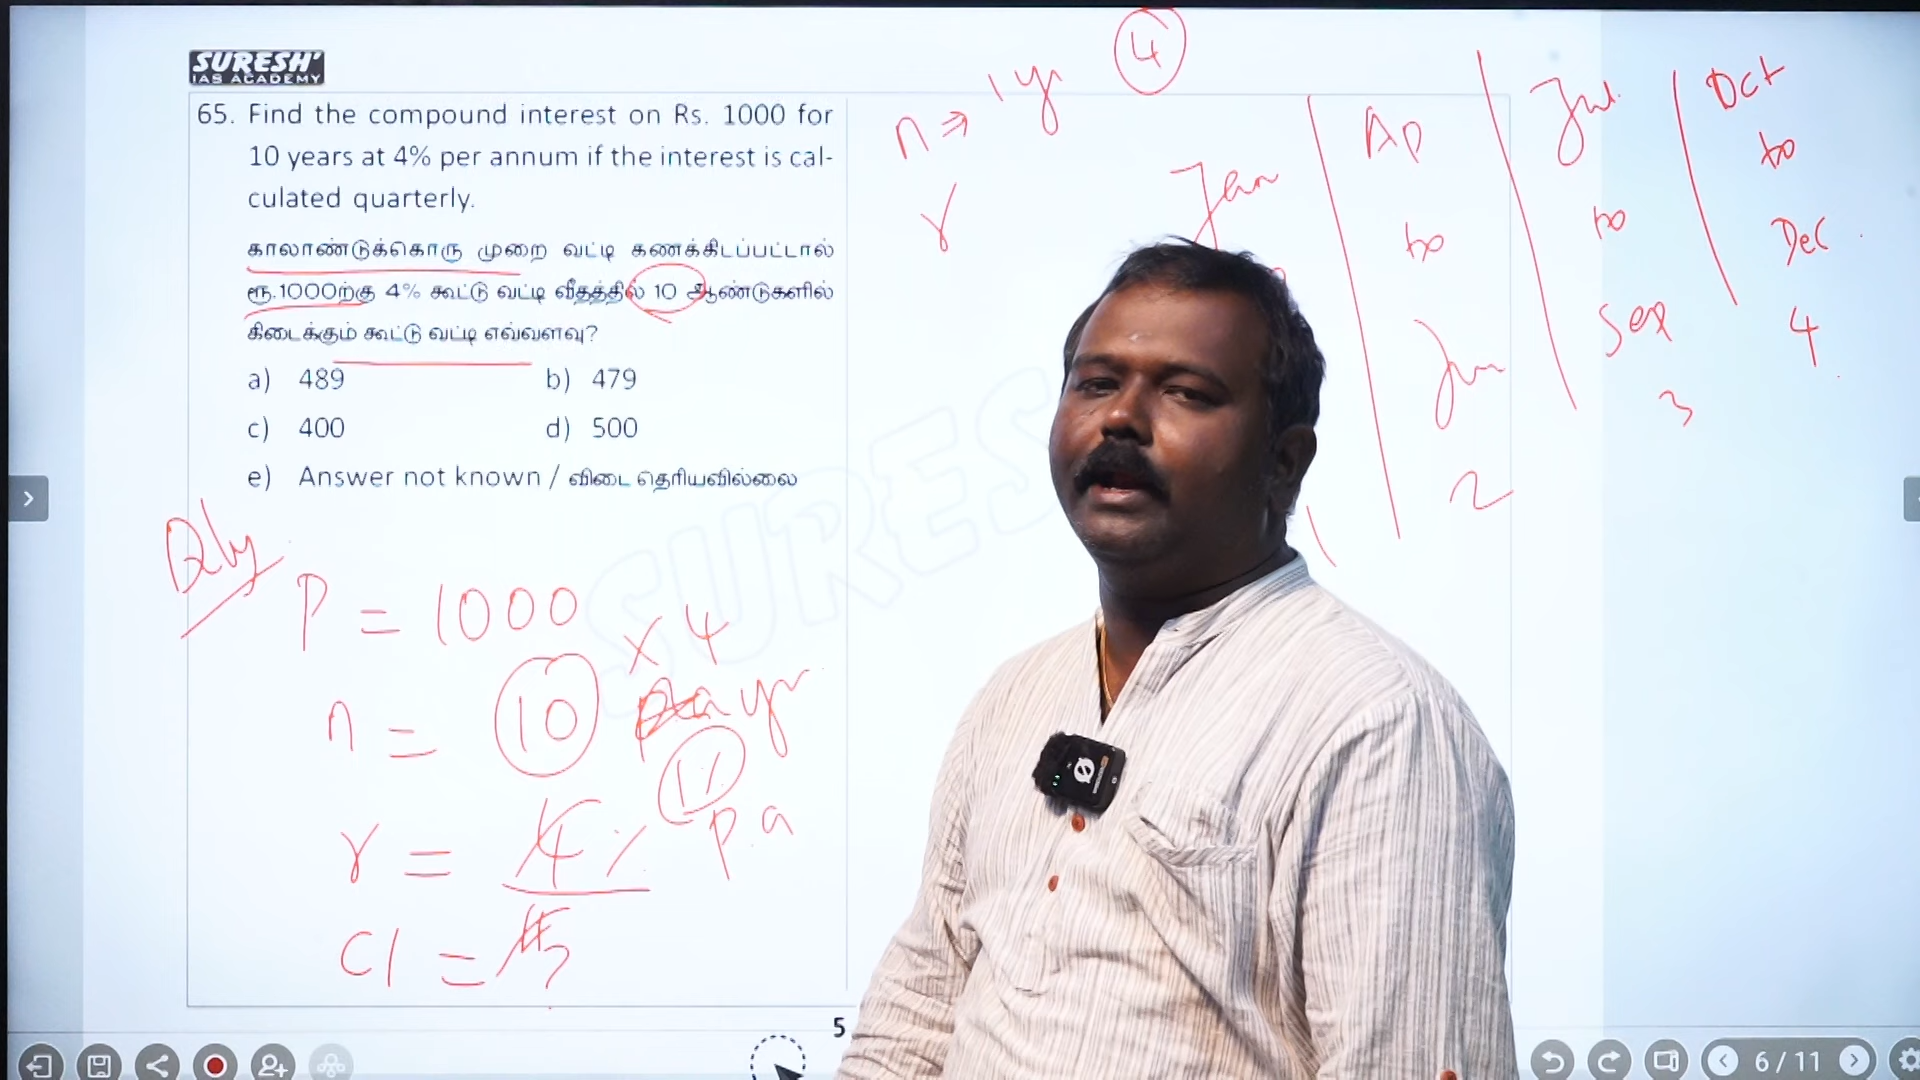 SURESH'
IAS ACADEMY
65. Find the compound interest on Rs. 1000 for
10 years at 4% per annum if the interest is cal-
culated quarterly.
காலாண்டுக்கொரு முறை வட்டி கணக்கிடப்பட்டால்
ரூ.1000ற்கு 4% கூட்டு வட்டி வீதத்தில் 10 ஆண்டுகளில்
கிடைக்கும் கூட்டு வட்டி எவ்வளவு?
a) 489 b) 479
c) 400 d) 500
e) Answer not known / விடை தெரியவில்லை
Qly
P = 1000
n = 10 yr × 4
r = 4% p.a 1%
CI =
n ⇒ 1 yr 4
r
Jan
1
Ap
to
Jun
2
Jul
to
Sep
3
Oct
to
Dec
4
SURES
SURES
5
6 / 11